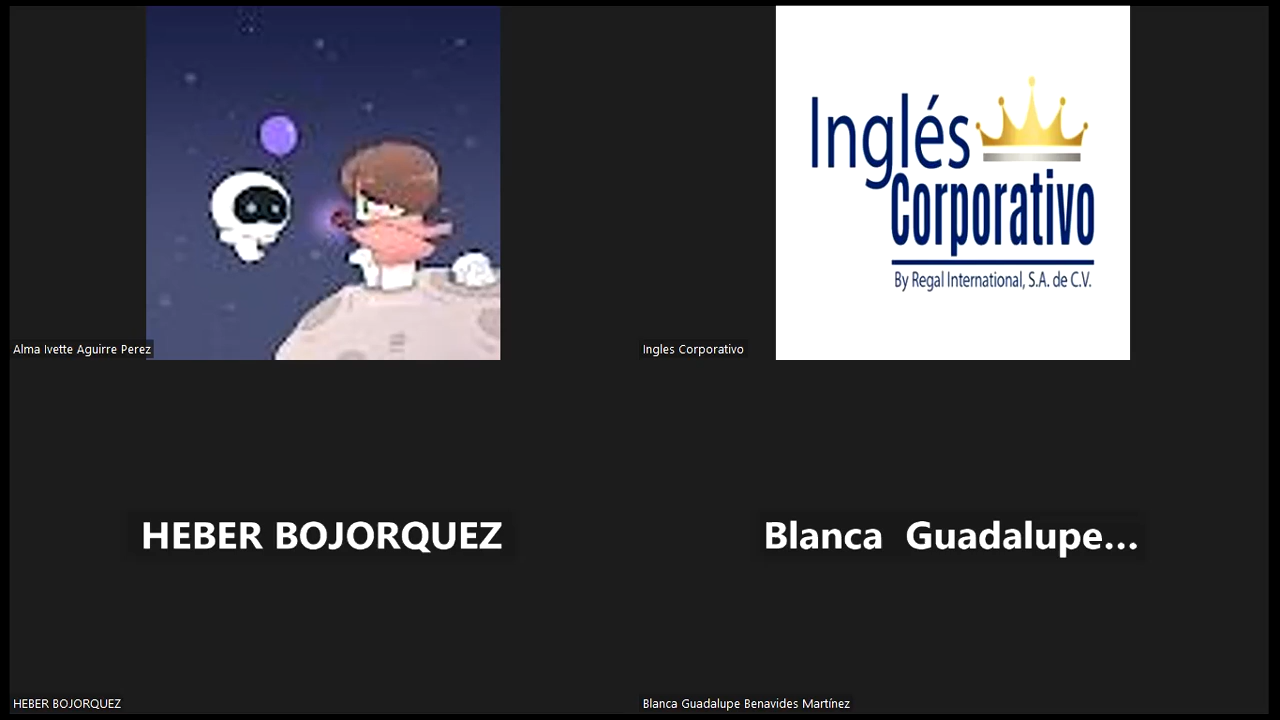 Inglés
Corporativo
By Regal International, S.A. de C.V.
Alma Ivette Aguirre Perez
Ingles Corporativo
HEBER BOJORQUEZ
Blanca  Guadalupe...
HEBER BOJORQUEZ
Blanca Guadalupe Benavides Martínez